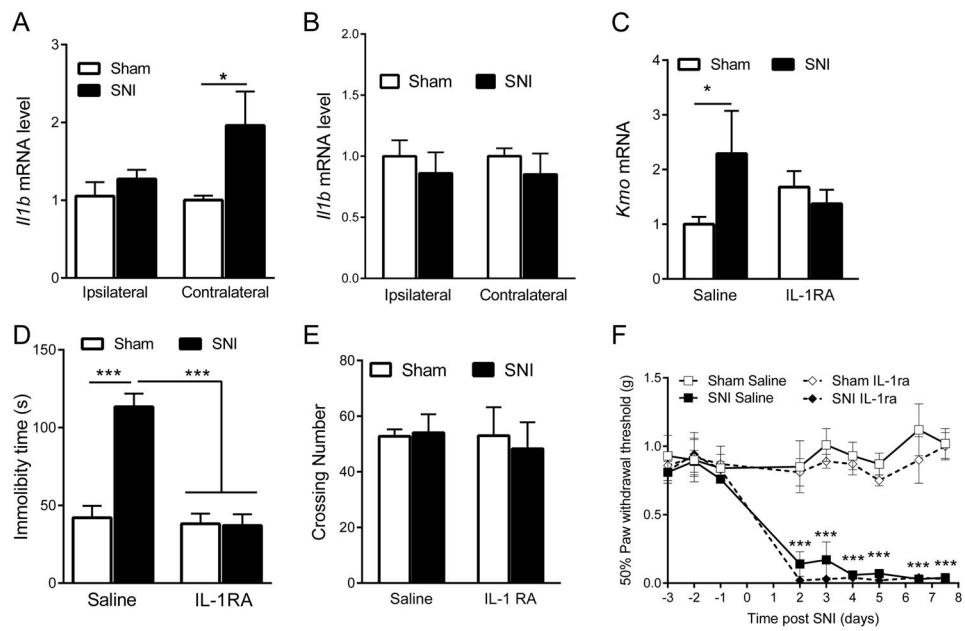 A
Il1b mRNA level
3
2
1
0
Sham
SNI
*
Ipsilateral
Contralateral
B
Il1b mRNA level
2.0
1.5
1.0
0.5
0.0
Sham
SNI
Ipsilateral
Contralateral
C
Kmo mRNA
4
3
2
1
0
Sham
SNI
*
Saline
IL-1RA
D
Immolibity time (s)
150
100
50
0
Sham
SNI
***
***
Saline
IL-1RA
E
Crossing Number
80
60
40
20
0
Sham
SNI
Saline
IL-1 RA
F
50% Paw withdrawal threshold (g)
1.5
1.0
0.5
0.0
Sham Saline
SNI Saline
Sham IL-1ra
SNI IL-1ra
*** *** *** *** *** ***
-3 -2 -1 0 1 2 3 4 5 6 7 8
Time post SNI (days)